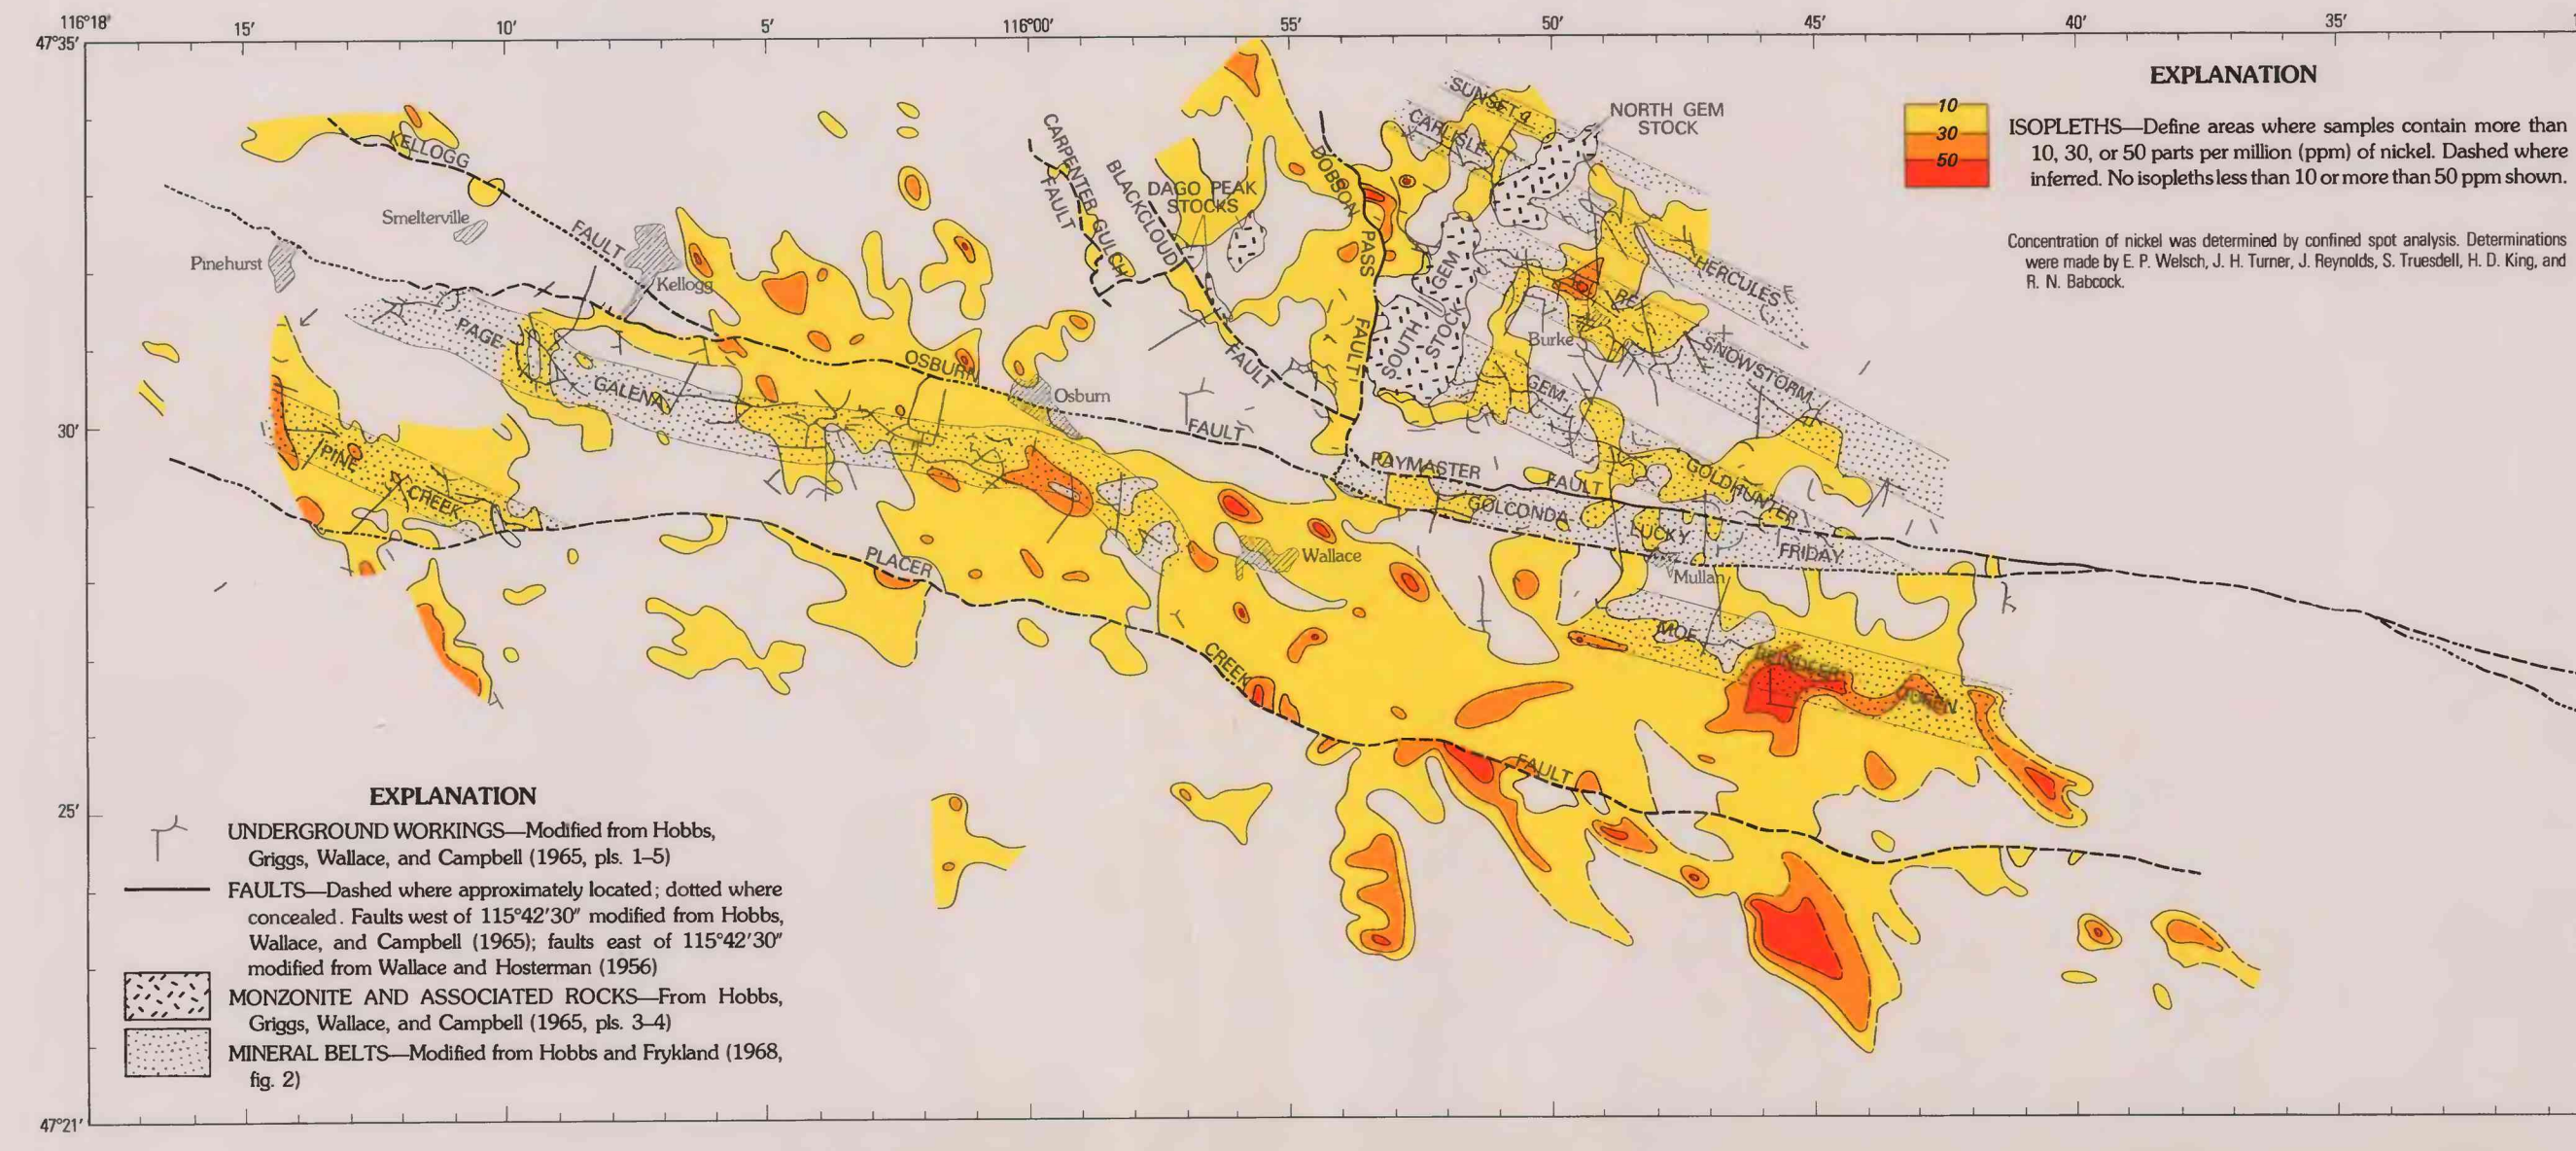 116°18'
15'
10'
5'
116°00'
55'
50'
45'
40'
35'
47°35'
30'
25'
47°21'
EXPLANATION
10
30
50
ISOPLETHS—Define areas where samples contain more than
10, 30, or 50 parts per million (ppm) of nickel. Dashed where
inferred. No isopleths less than 10 or more than 50 ppm shown.
Concentration of nickel was determined by confined spot analysis. Determinations
were made by E. P. Welsch, J. H. Turner, J. Reynolds, S. Truesdell, H. D. King, and
R. N. Babcock.
SUNSET
CARLISLE
NORTH GEM
STOCK
KELLOGG
FAULT
Smelterville
Pinehurst
Kellogg
CARPENTER GULCH
FAULT
BLACKCLOUD
FAULT
DAGO PEAK
STOCKS
DOBSON
PASS
FAULT
GEM
STOCK
SOUTH
HERCULES
REX
Burke
SNOWSTORM
PAGE
GALENA
OSBURN
Osburn
FAULT
GEM
PINE
CREEK
PAYMASTER
FAULT
GOLDHUNTER
GOLCONDA
LUCKY
FRIDAY
Mullan
PLACER
Wallace
MOE
REINDEER
QUEEN
CREEK
FAULT
EXPLANATION
UNDERGROUND WORKINGS—Modified from Hobbs,
Griggs, Wallace, and Campbell (1965, pls. 1–5)
FAULTS—Dashed where approximately located; dotted where
concealed. Faults west of 115°42'30" modified from Hobbs,
Wallace, and Campbell (1965); faults east of 115°42'30"
modified from Wallace and Hosterman (1956)
MONZONITE AND ASSOCIATED ROCKS—From Hobbs,
Griggs, Wallace, and Campbell (1965, pls. 3–4)
MINERAL BELTS—Modified from Hobbs and Frykland (1968,
fig. 2)